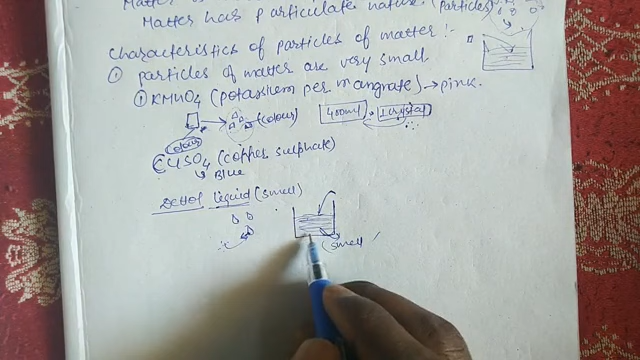 Matter has particulate nature. (particles)
Characteristics of particles of matter :-
① particles of matter are very small
① KMnO4 (potassium per mangnate) → pink.
(colour)
400ml 1 crystal
colour
CuSO4 (copper sulphate)
Blue
Dettol liquid (smell)
(smell